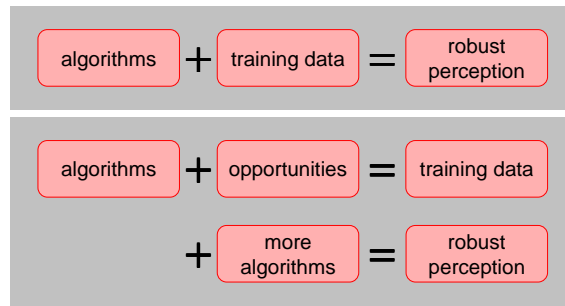 algorithms + training data = robust perception
algorithms + opportunities = training data
+ more algorithms = robust perception